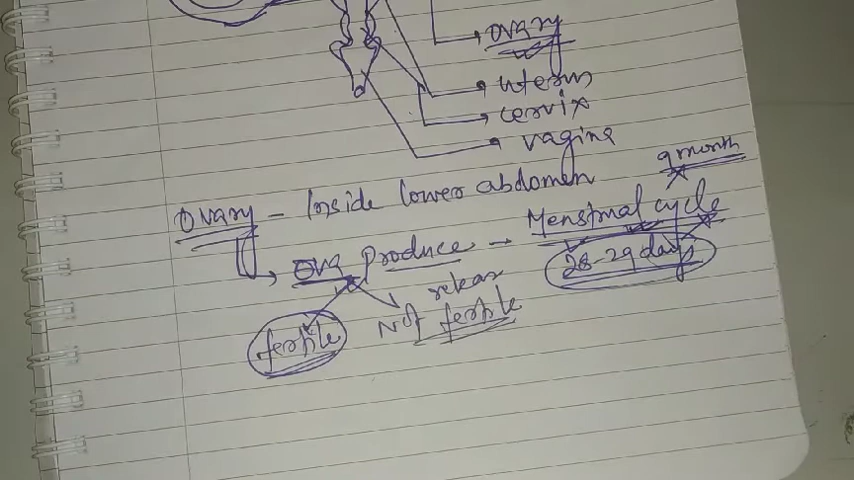 ovary
uterus
cervix
vagina
9 month
Ovary - Inside lower abdomen
Ova Produce - Menstrual cycle
28-29 days
release
fertile Not fertile